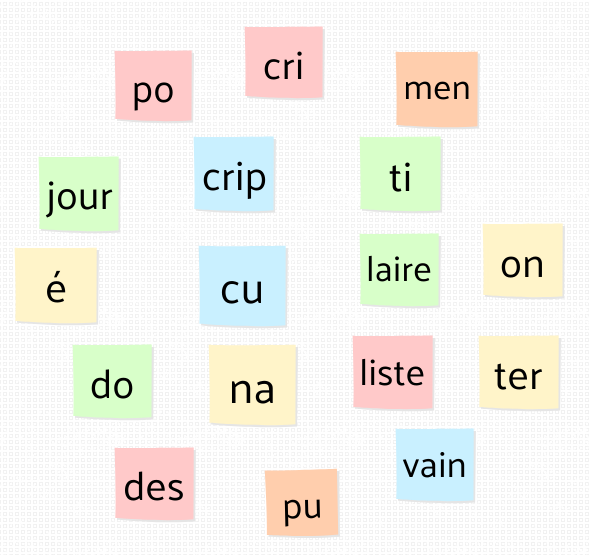 cri
po
men
crip
ti
jour
on
laire
é
cu
liste
ter
do
na
vain
des
pu